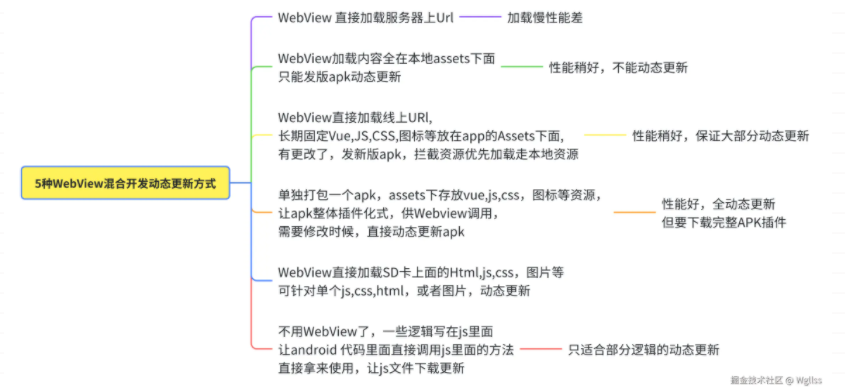 WebView 直接加载服务器上Url
加载慢性能差
WebView加载内容全在本地assets下面
只能发版apk动态更新
性能稍好，不能动态更新
WebView直接加载线上URl,
长期固定Vue,JS,CSS,图标等放在app的Assets下面,
有更改了，发新版apk，拦截资源优先加载走本地资源
性能稍好，保证大部分动态更新
5种WebView混合开发动态更新方式
单独打包一个apk，assets下存放vue,js,css，图标等资源，
让apk整体插件化式，供Webview调用，
需要修改时候，直接动态更新apk
性能好，全动态更新
但要下载完整APK插件
WebView直接加载SD卡上面的Html,js,css，图片等
可针对单个js,css,html，或者图片，动态更新
不用WebView了，一些逻辑写在js里面
让android 代码里面直接调用js里面的方法
直接拿来使用，让js文件下载更新
只适合部分逻辑的动态更新
掘金技术社区 @ Wgllss